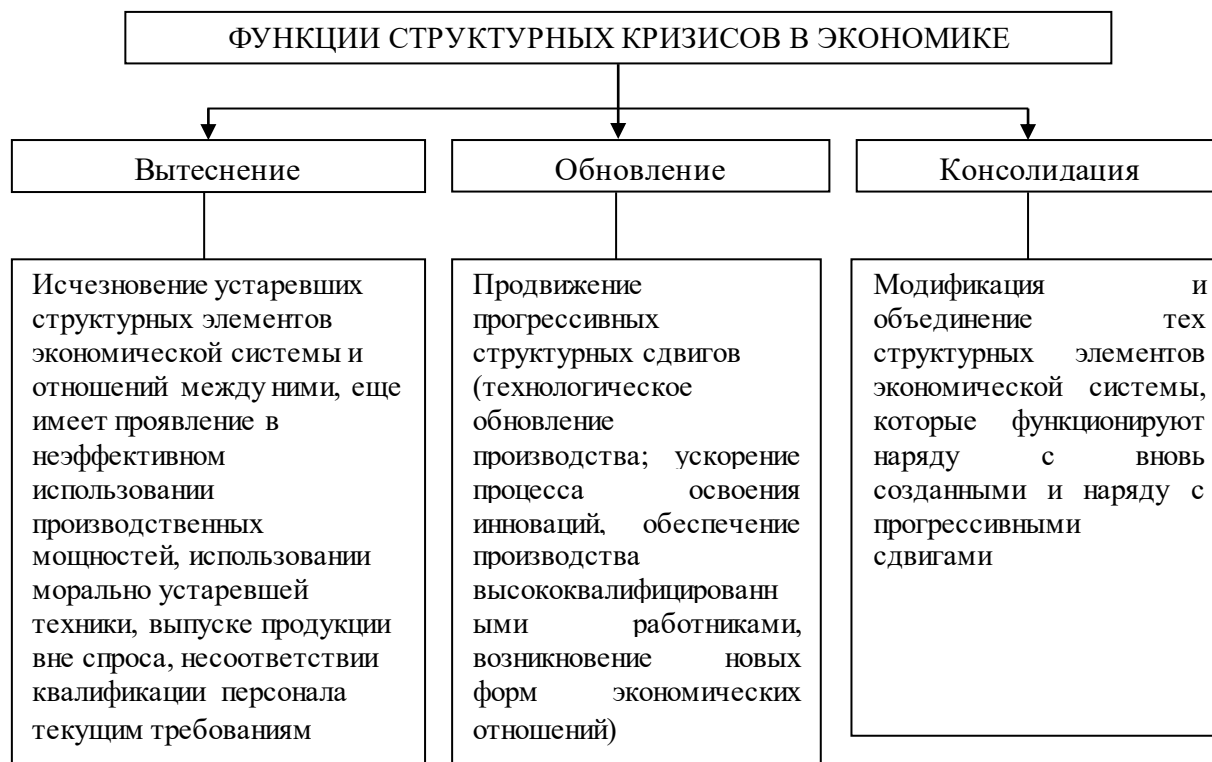 ФУНКЦИИ СТРУКТУРНЫХ КРИЗИСОВ В ЭКОНОМИКЕ
Вытеснение
Обновление
Консолидация
Исчезновение устаревших
структурных элементов
экономической системы и
отношений между ними, еще
имеет проявление в
неэффективном
использовании
производственных
мощностей, использовании
морально устаревшей
техники, выпуске продукции
вне спроса, несоответствии
квалификации персонала
текущим требованиям
Продвижение
прогрессивных
структурных сдвигов
(технологическое
обновление
производства; ускорение
процесса освоения
инноваций, обеспечение
производства
высококвалифицированн
ыми работниками,
возникновение новых
форм экономических
отношений)
Модификация и
объединение тех
структурных элементов
экономической системы,
которые функционируют
наряду с вновь
созданными и наряду с
прогрессивными
сдвигами